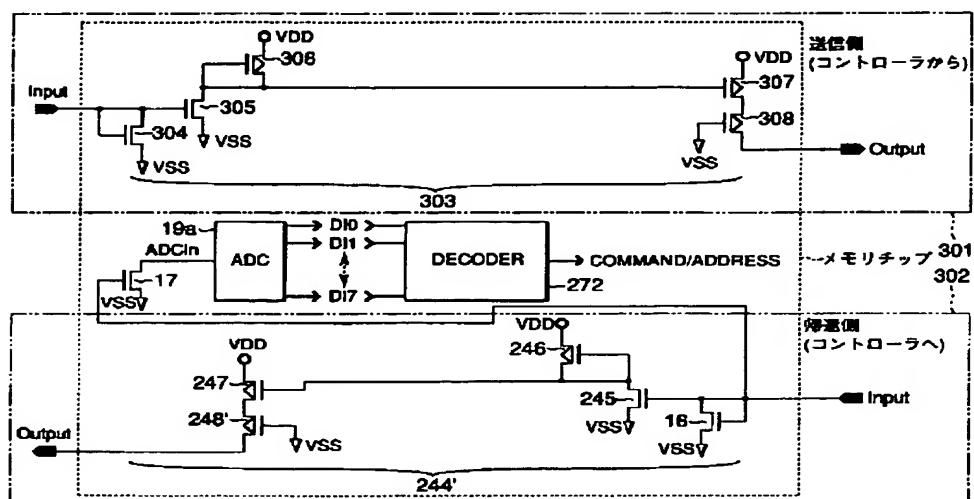 VDD
308
送信側
(コントローラから)
VDD
307
Input
305
304
VSS
VSS
308
VSS
Output
303
19a
ADCin
ADC
DI0
DI1
DI7
DECODER
COMMAND/ADDRESS
272
メモリチップ
301
302
17
VSS
帰還側
(コントローラへ)
VDD
246
VDD
247
245
Input
248'
16
VSS
VSS
VSS
Output
244'